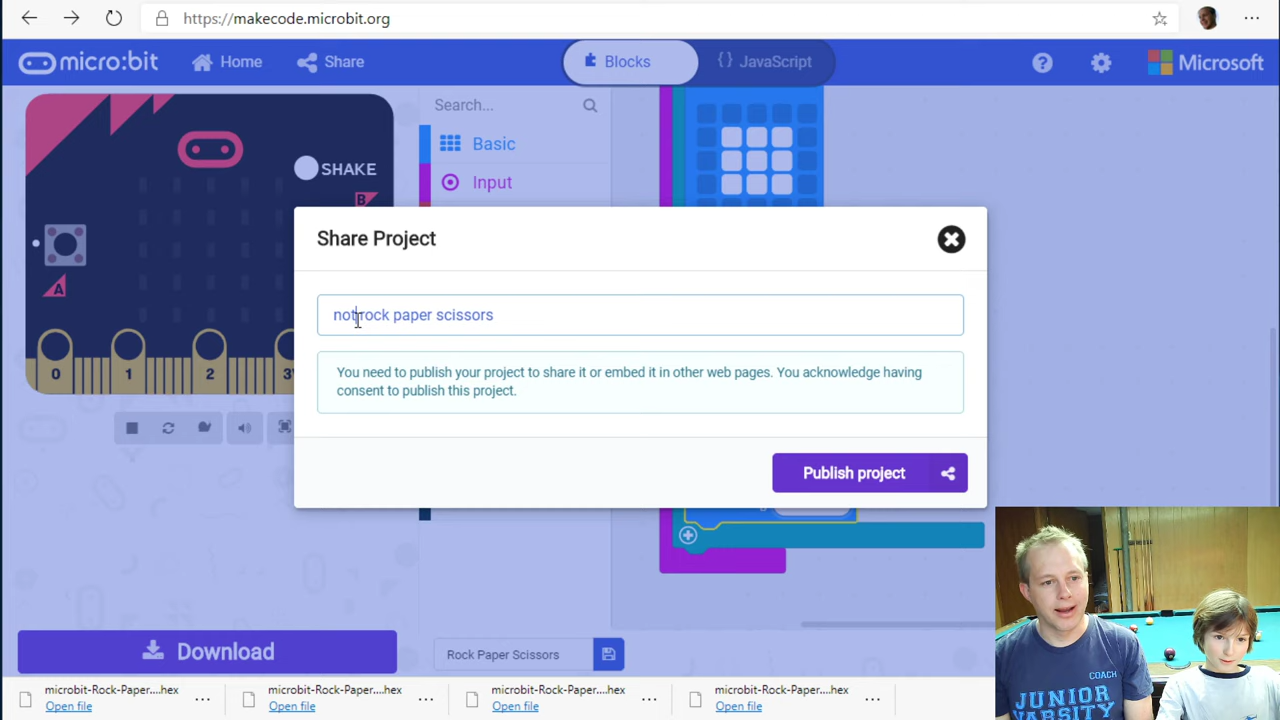 https://makecode.microbit.org
micro:bit Home Share Blocks {} JavaScript Microsoft
Search...
Basic
Input
SHAKE
B
A
0 1 2 3V
Share Project
not rock paper scissors
You need to publish your project to share it or embed it in other web pages. You acknowledge having
consent to publish this project.
Publish project
Download
Rock Paper Scissors
microbit-Rock-Paper....hex
Open file
microbit-Rock-Paper....hex
Open file
microbit-Rock-Paper....hex
Open file
microbit-Rock-Paper....hex
Open file
COACH
JUNIOR
VARSITY